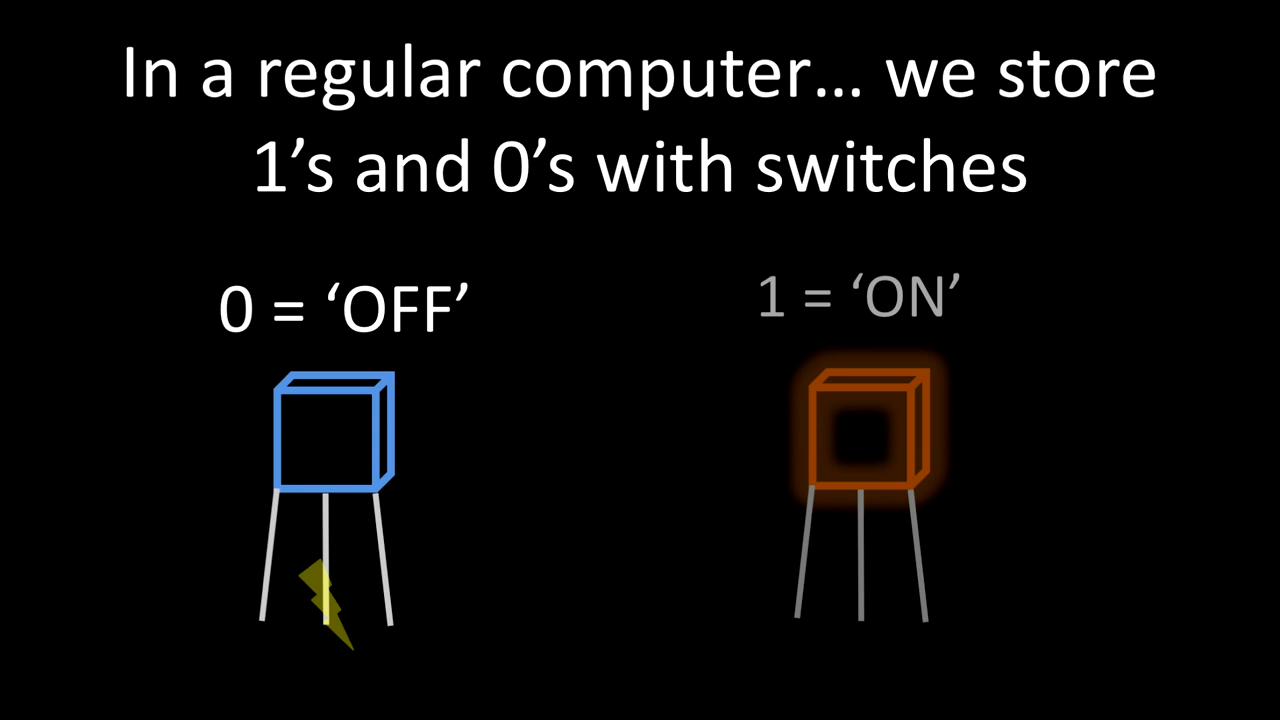 In a regular computer… we store
1’s and 0’s with switches
0 = ‘OFF’
1 = ‘ON’